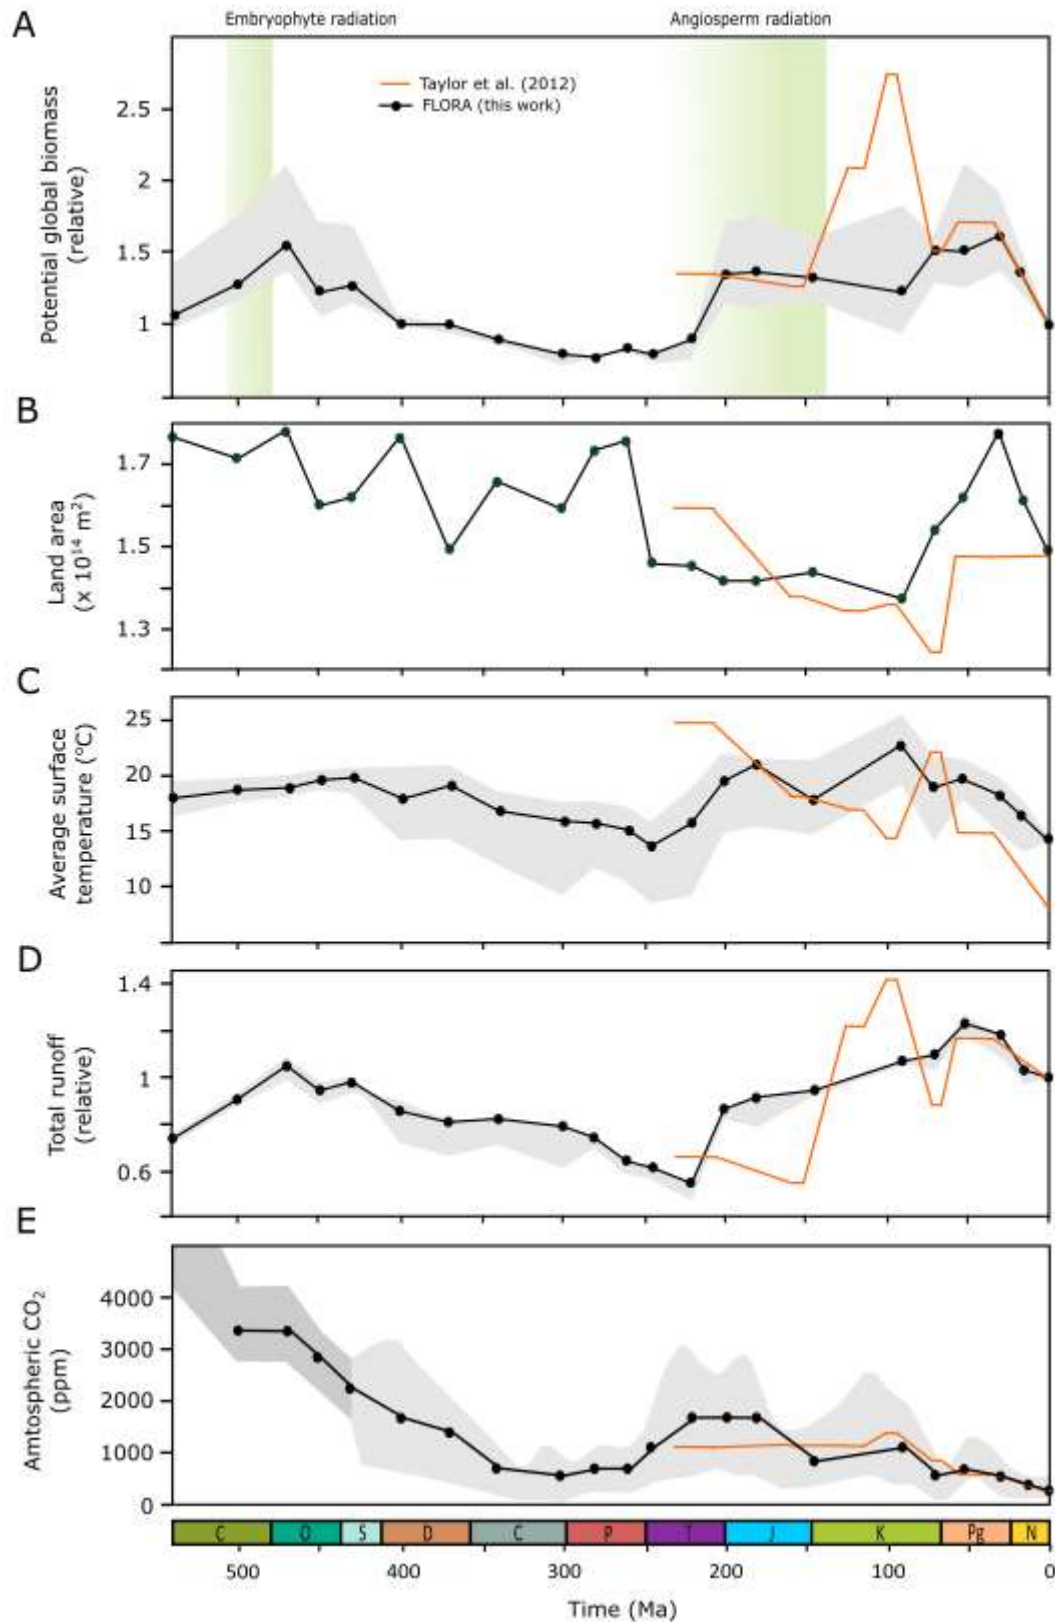 A
Embryophyte radiation
Angiosperm radiation
Taylor et al. (2012)
FLORA (this work)
Potential global biomass
(relative)
2.5
2
1.5
1
B
Land area
(x 10¹⁴ m²)
1.7
1.5
1.3
C
Average surface
temperature (°C)
25
20
15
10
D
Total runoff
(relative)
1.4
1
0.6
E
Amtospheric CO₂
(ppm)
4000
3000
2000
1000
0
C O S D C P T J K Pg N
500 400 300 200 100 0
Time (Ma)